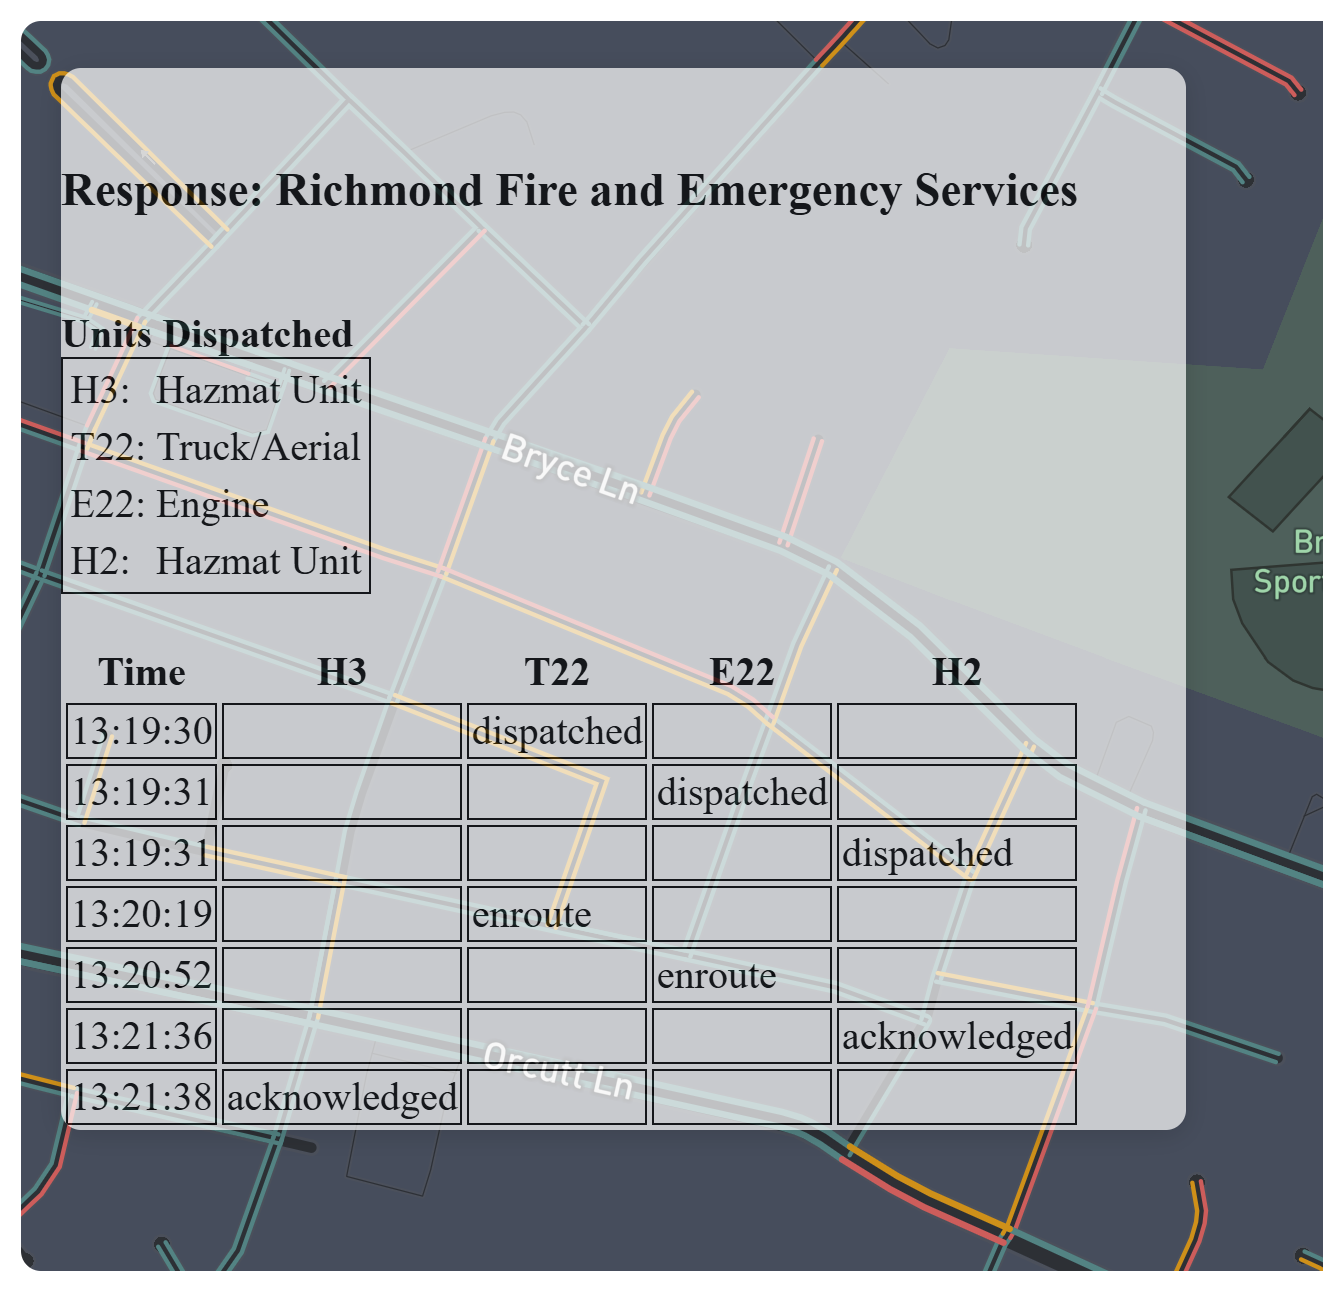 Response: Richmond Fire and Emergency Services
Units Dispatched
H3: Hazmat Unit
T22: Truck/Aerial
E22: Engine
H2: Hazmat Unit
Bryce Ln
Br
Spor
Time H3 T22 E22 H2
13:19:30 dispatched
13:19:31 dispatched
13:19:31 dispatched
13:20:19 enroute
13:20:52 enroute
13:21:36 acknowledged
Orcutt Ln
13:21:38 acknowledged